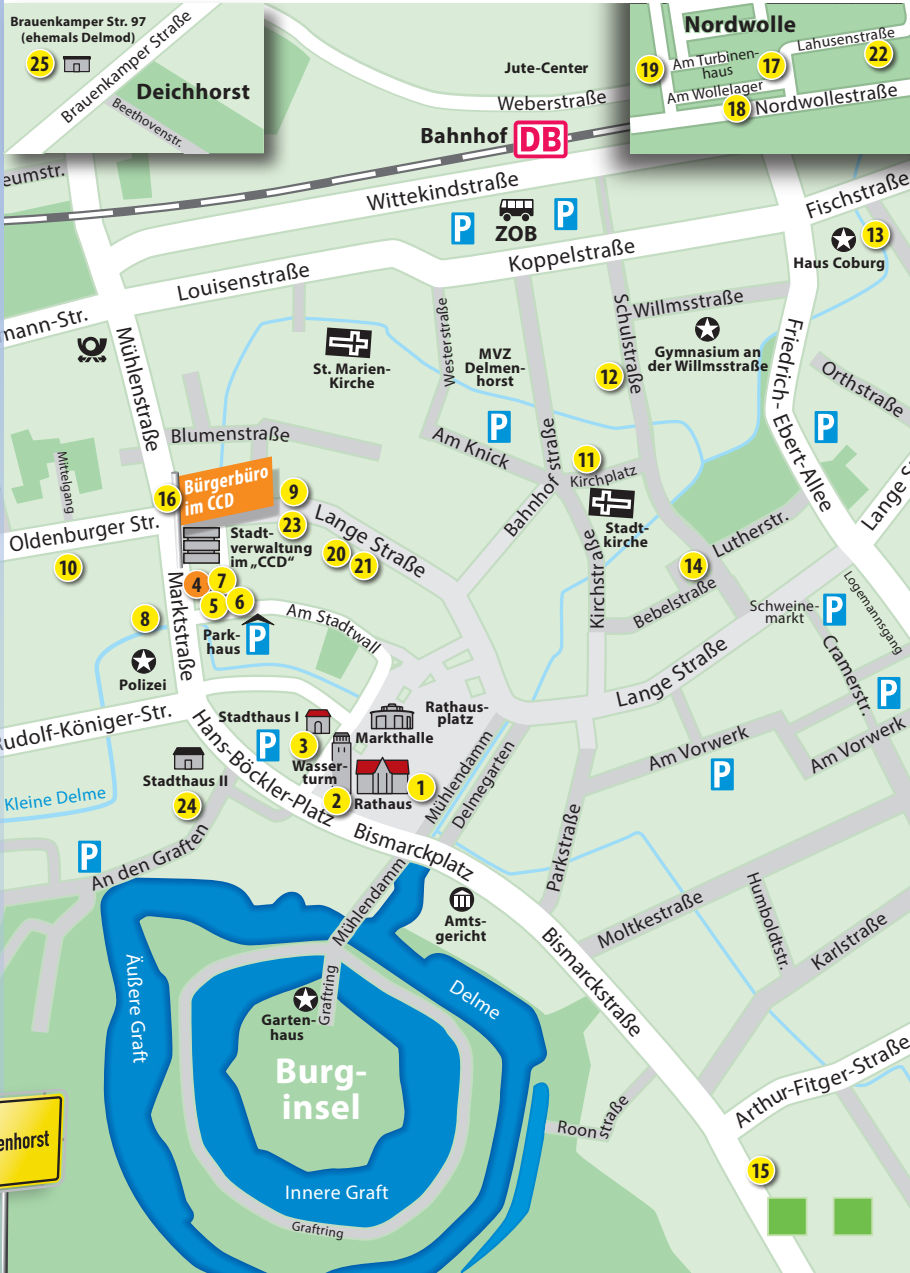 Brauenkamper Str. 97
(ehemals Delmod)
25
Brauenkamper Straße
Deichhorst
Beethovenstr.
Jute-Center
Weberstraße
Bahnhof DB
Nordwolle
Lahusenstraße
22
19
Am Turbinen-
haus
17
Am Wollelager
18
Nordwollestraße
eumstr.
Wittekindstraße
P
ZOB
P
Fischstraße
13
Haus Coburg
Koppelstraße
Louisenstraße
mann-Str.
Mühlenstraße
St. Marien-
Kirche
Westerstraße
MVZ
Delmen-
horst
P
Schulstraße
Willmsstraße
Gymnasium an
der Willmsstraße
12
Friedrich-Ebert-Allee
Orthstraße
P
Blumenstraße
Am Knick
Bahnhofstraße
11
Kirchplatz
Stadt-
kirche
Mittelgang
16
Bürgerbüro
im CCD
9
23
Lange Straße
20
21
Oldenburger Str.
10
Stadt-
verwaltung
im „CCD“
4
7
5
6
8
Marktstraße
Park-
haus
P
Am Stadtwall
Polizei
Kirchstraße
14
Lutherstr.
Bebelstraße
Lange S
Logemannsgang
Schweine-
markt
P
Cramerstr.
P
Lange Straße
Am Vorwerk
Am Vorwerk
P
Rudolf-Königer-Str.
Stadthaus I
P
3
Markthalle
Rathaus-
platz
Wasser-
turm
2
Rathaus
1
Mühlendamm
Delmegarten
Stadthaus II
24
Hans-Böckler-Platz
Bismarckplatz
Kleine Delme
P
An den Graften
Mühlendamm
Amts-
gericht
Parkstraße
Moltkestraße
Humboldtstr.
Karlstraße
Bismarckstraße
Äußere Graft
Delme
Garten-
haus
Graftring
Burg-
insel
Innere Graft
Graftring
Roonstraße
Arthur-Fitger-Straße
15
enhorst